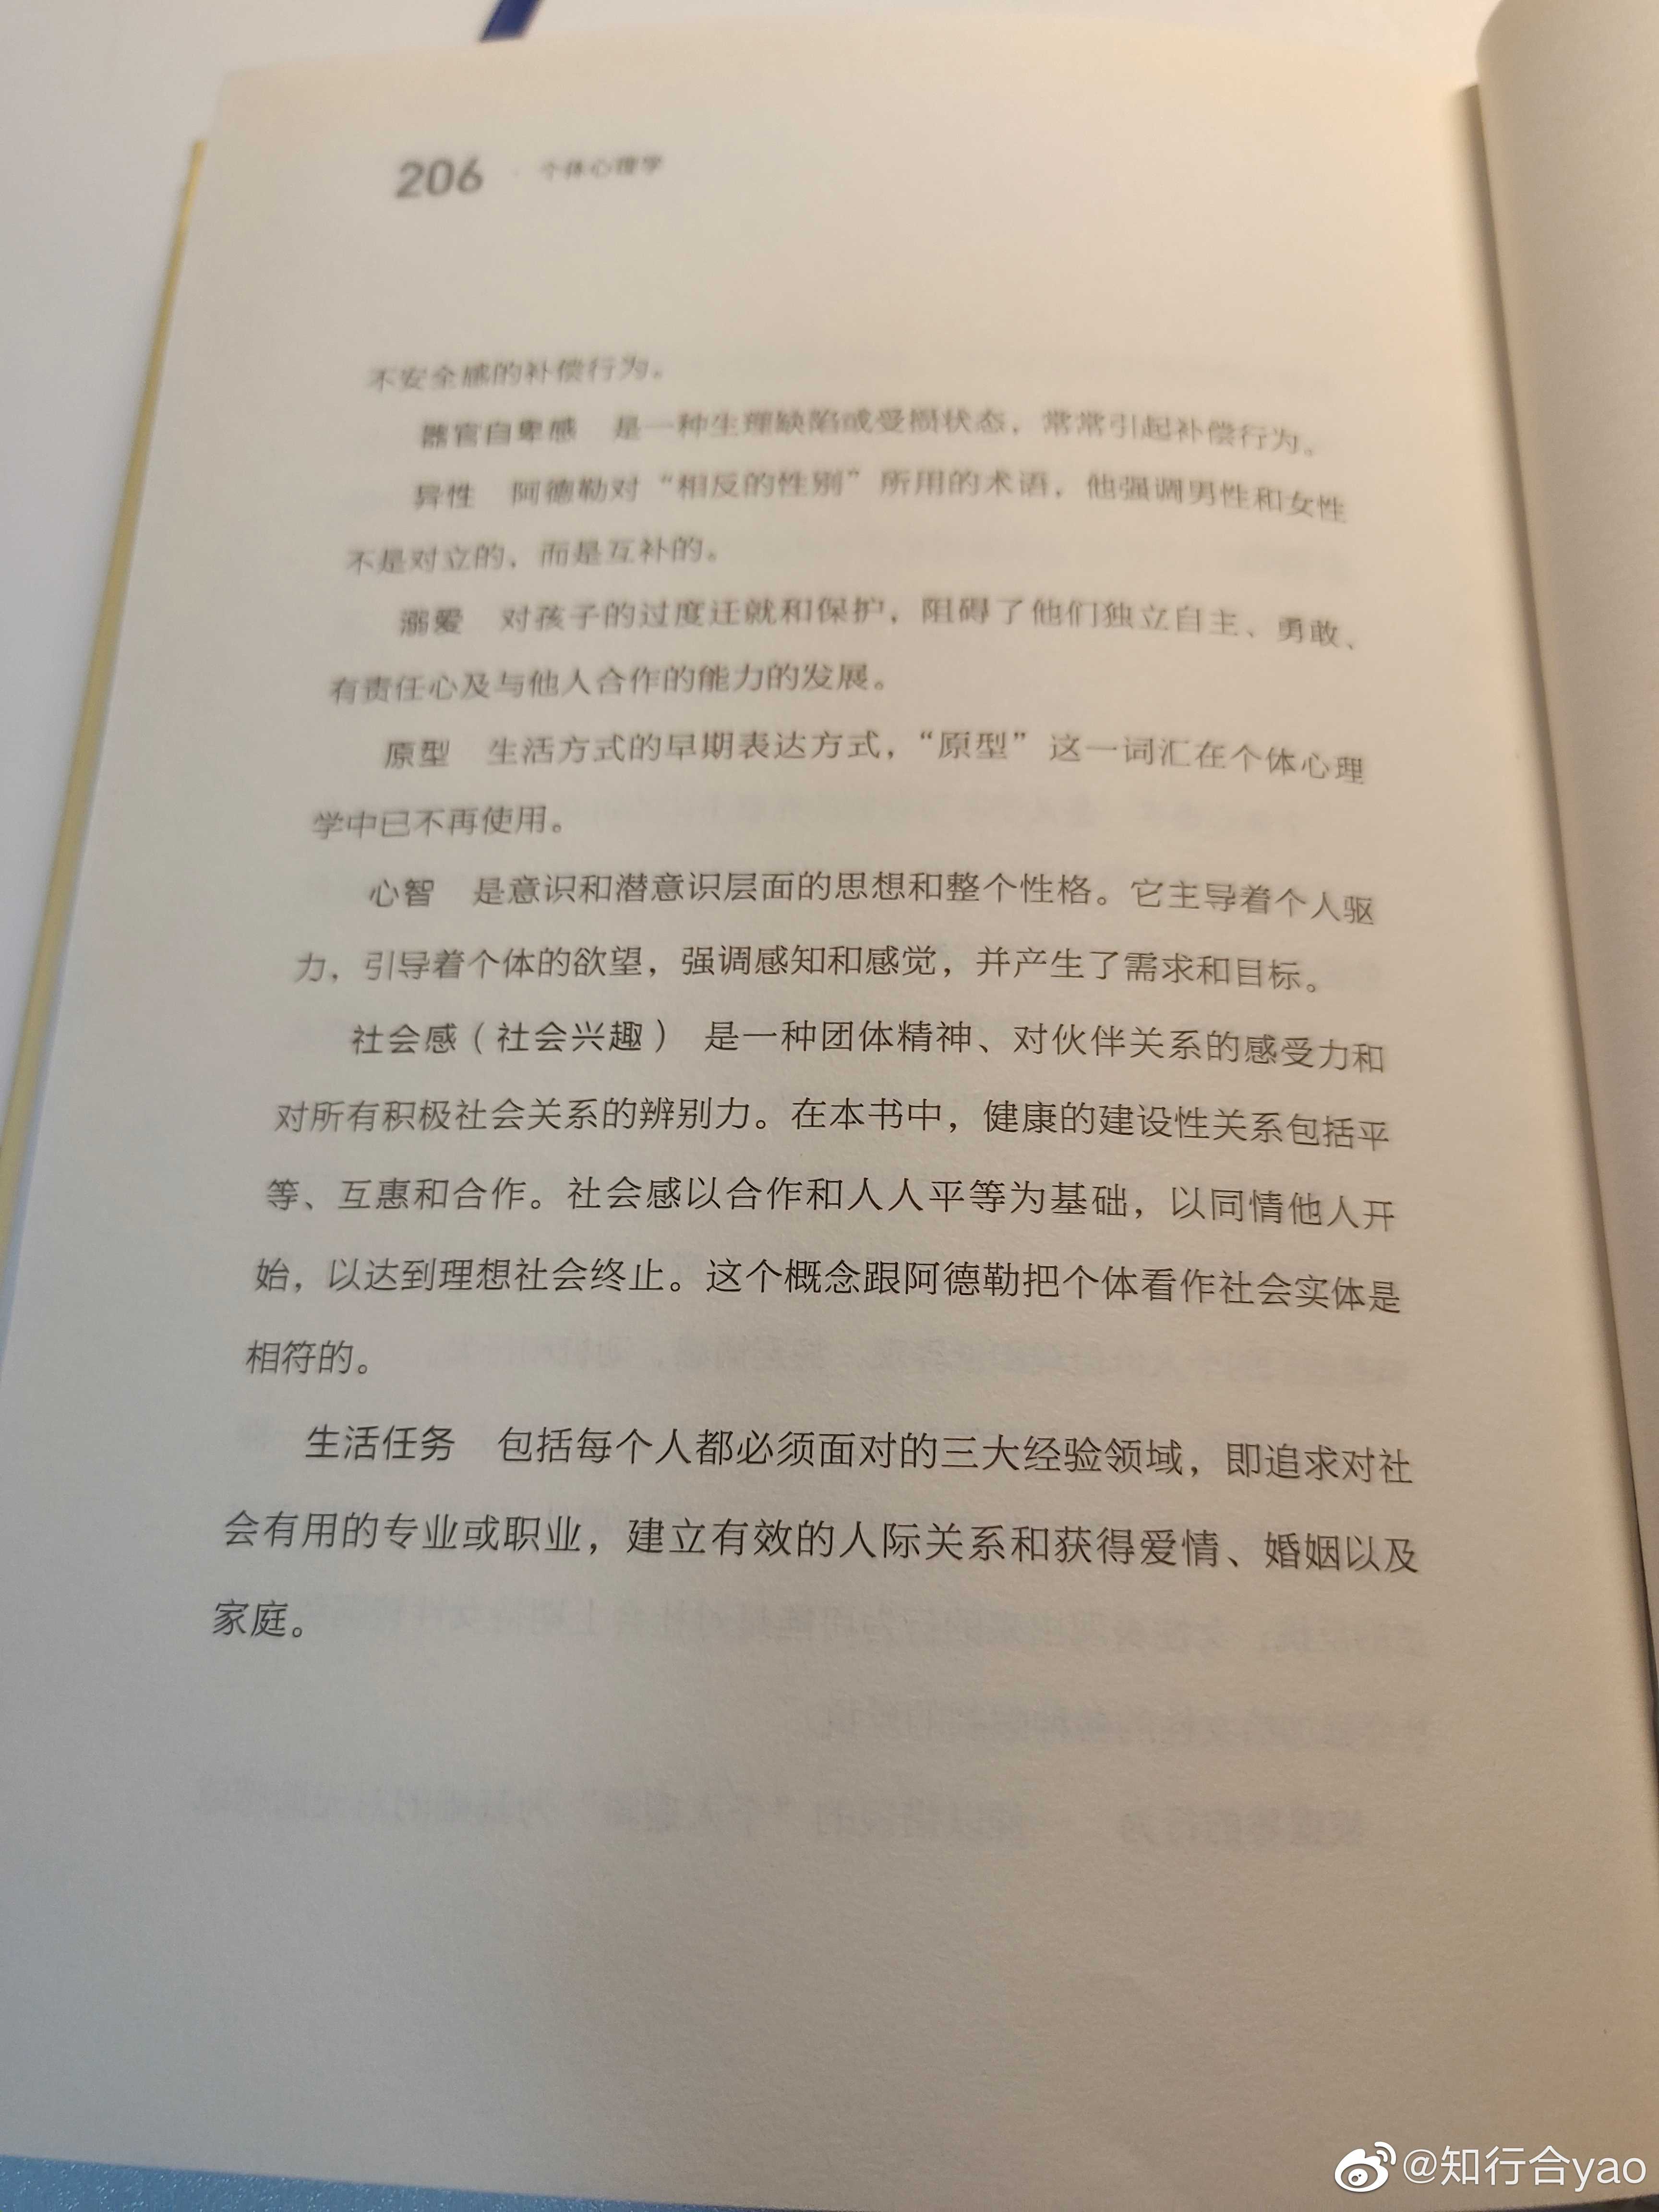 206 · 个体心理学
不安全感的补偿行为。
器官自卑感 是一种生理缺陷或受损状态，常常引起补偿行为。
异性 阿德勒对“相反的性别”所用的术语，他强调男性和女性
不是对立的，而是互补的。
溺爱 对孩子的过度迁就和保护，阻碍了他们独立自主、勇敢、
有责任心及与他人合作的能力的发展。
原型 生活方式的早期表达方式，“原型”这一词汇在个体心理
学中已不再使用。
心智 是意识和潜意识层面的思想和整个性格。它主导着个人驱
力，引导着个体的欲望，强调感知和感觉，并产生了需求和目标。
社会感（社会兴趣） 是一种团体精神、对伙伴关系的感受力和
对所有积极社会关系的辨别力。在本书中，健康的建设性关系包括平
等、互惠和合作。社会感以合作和人人平等为基础，以同情他人开
始，以达到理想社会终止。这个概念跟阿德勒把个体看作社会实体是
相符的。
生活任务 包括每个人都必须面对的三大经验领域，即追求对社
会有用的专业或职业，建立有效的人际关系和获得爱情、婚姻以及
家庭。
@知行合yao